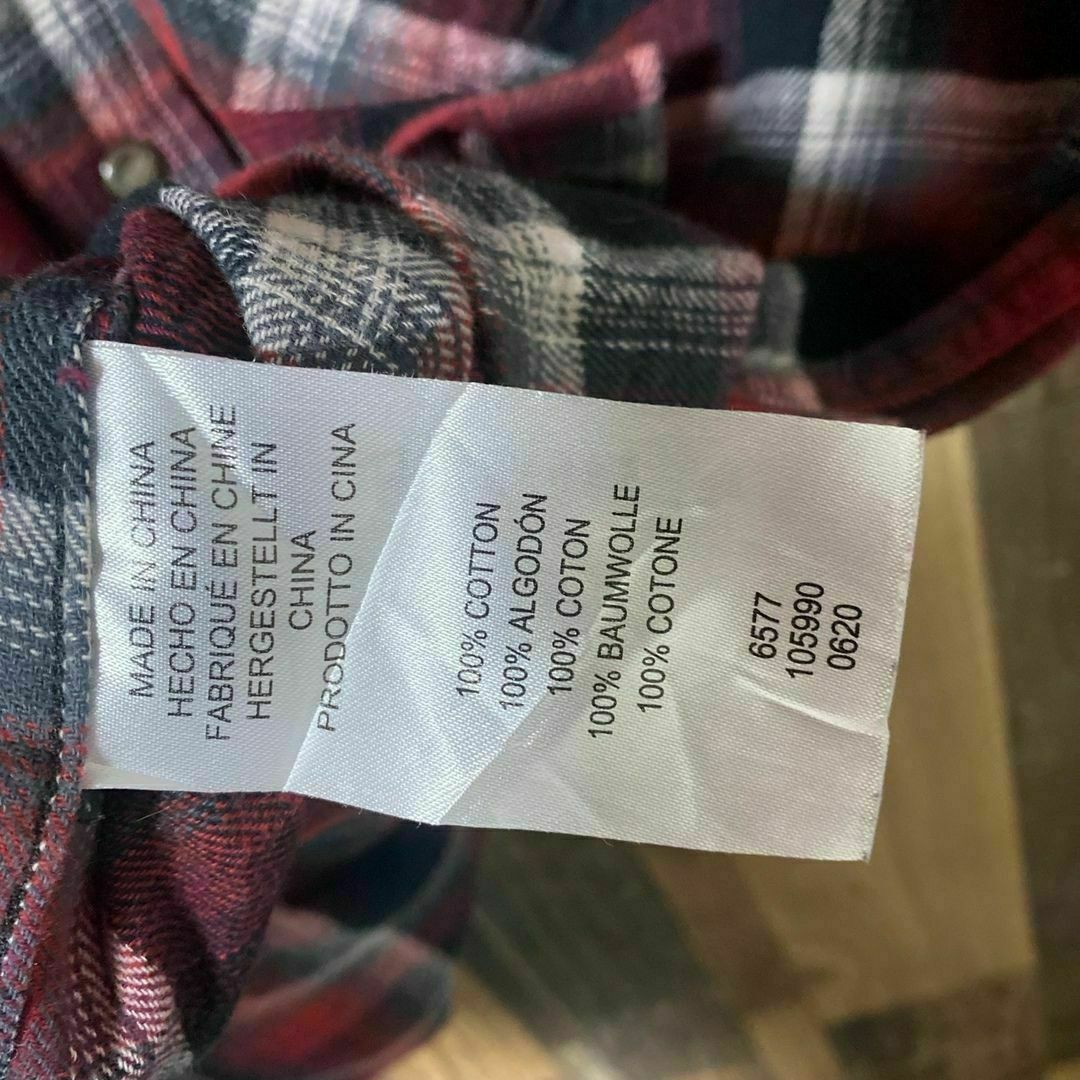 MADE IN CHINA
HECHO EN CHINA
FABRIQUÉ EN CHINE
HERGESTELLT IN
CHINA
PRODOTTO IN CINA
100% COTTON
100% ALGODÓN
100% COTON
100% BAUMWOLLE
100% COTONE
6577
105990
0620